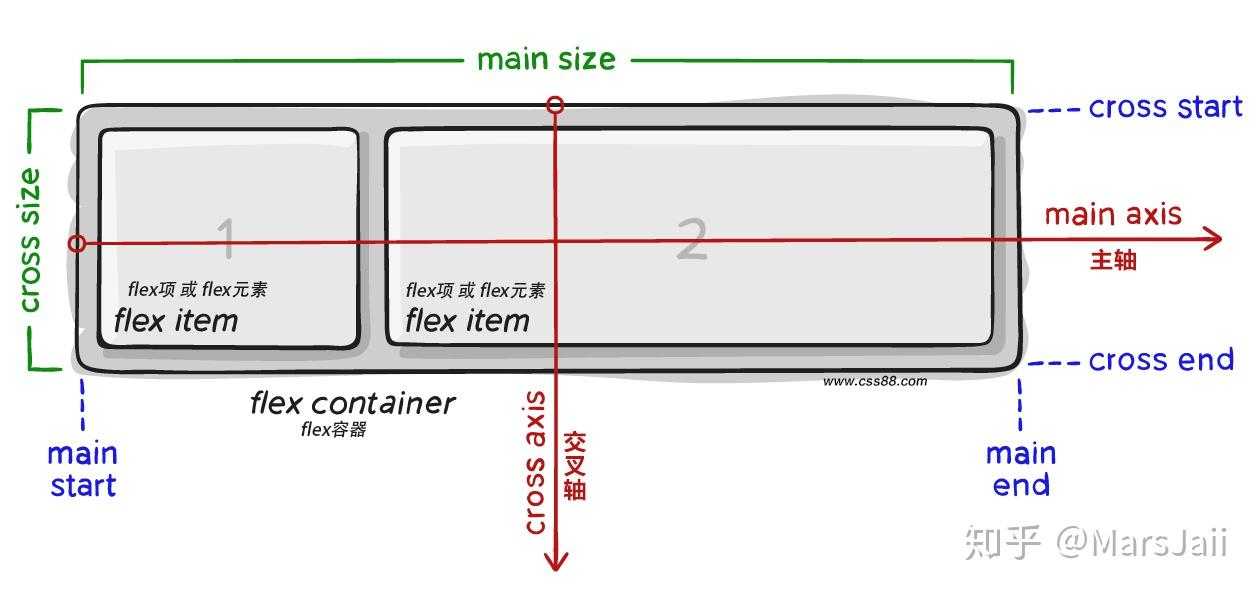 main size
cross start
cross size
1
2
main axis
主轴
flex项 或 flex元素
flex item
flex项 或 flex元素
flex item
cross end
www.css88.com
flex container
flex容器
cross axis
交叉轴
main
start
main
end
知乎 @MarsJaii